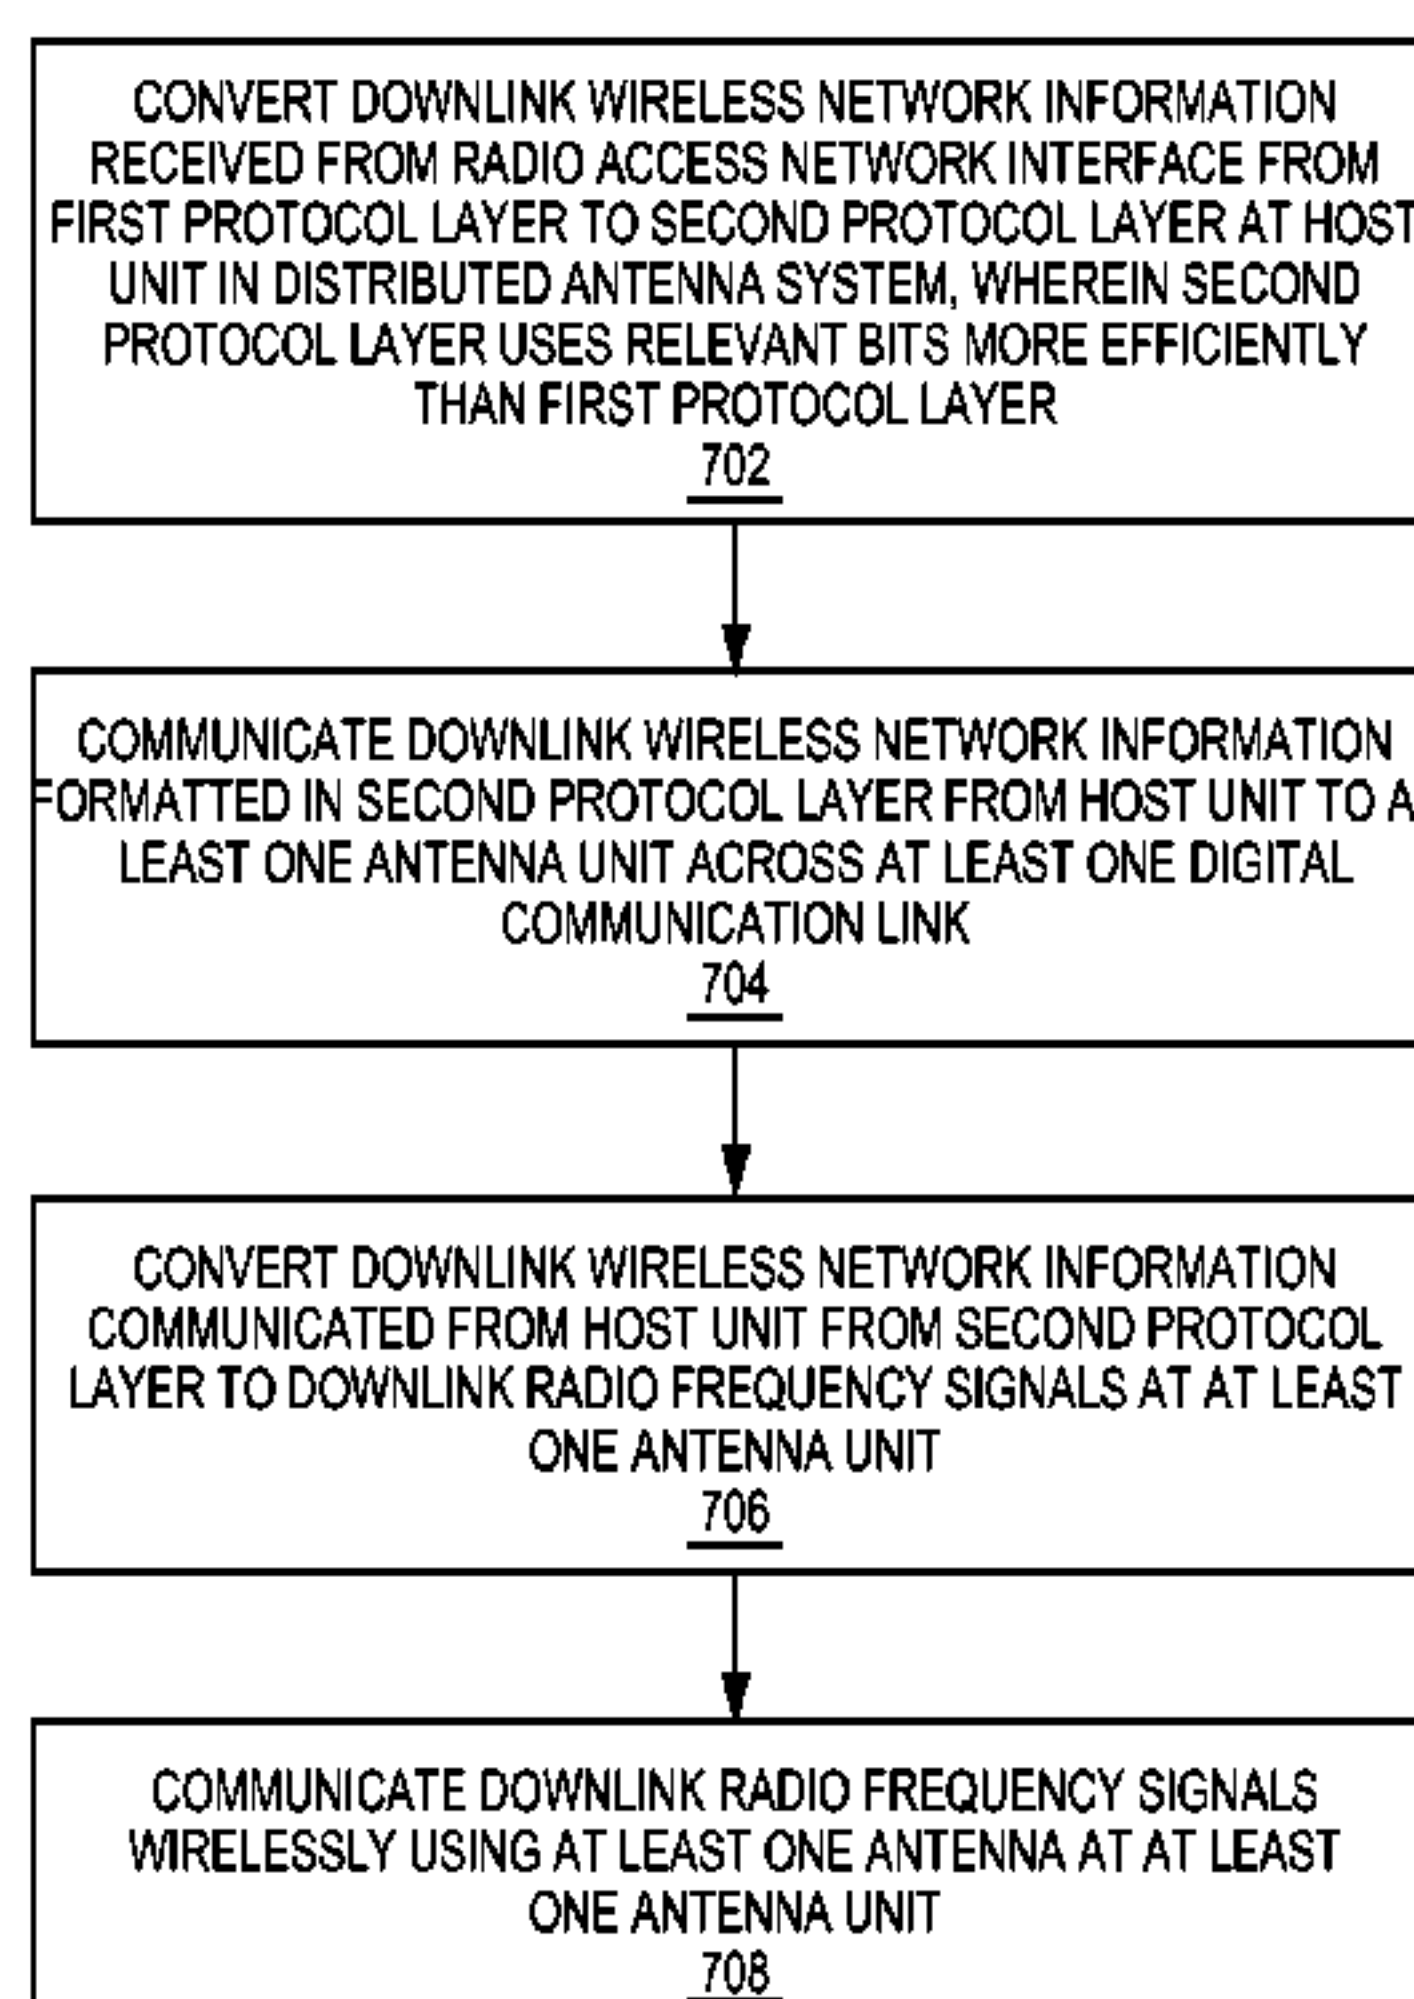 CONVERT DOWNLINK WIRELESS NETWORK INFORMATION
RECEIVED FROM RADIO ACCESS NETWORK INTERFACE FROM
FIRST PROTOCOL LAYER TO SECOND PROTOCOL LAYER AT HOST
UNIT IN DISTRIBUTED ANTENNA SYSTEM, WHEREIN SECOND
PROTOCOL LAYER USES RELEVANT BITS MORE EFFICIENTLY
THAN FIRST PROTOCOL LAYER
702
COMMUNICATE DOWNLINK WIRELESS NETWORK INFORMATION
FORMATTED IN SECOND PROTOCOL LAYER FROM HOST UNIT TO A
LEAST ONE ANTENNA UNIT ACROSS AT LEAST ONE DIGITAL
COMMUNICATION LINK
704
CONVERT DOWNLINK WIRELESS NETWORK INFORMATION
COMMUNICATED FROM HOST UNIT FROM SECOND PROTOCOL
LAYER TO DOWNLINK RADIO FREQUENCY SIGNALS AT AT LEAST
ONE ANTENNA UNIT
706
COMMUNICATE DOWNLINK RADIO FREQUENCY SIGNALS
WIRELESSLY USING AT LEAST ONE ANTENNA AT AT LEAST
ONE ANTENNA UNIT
708